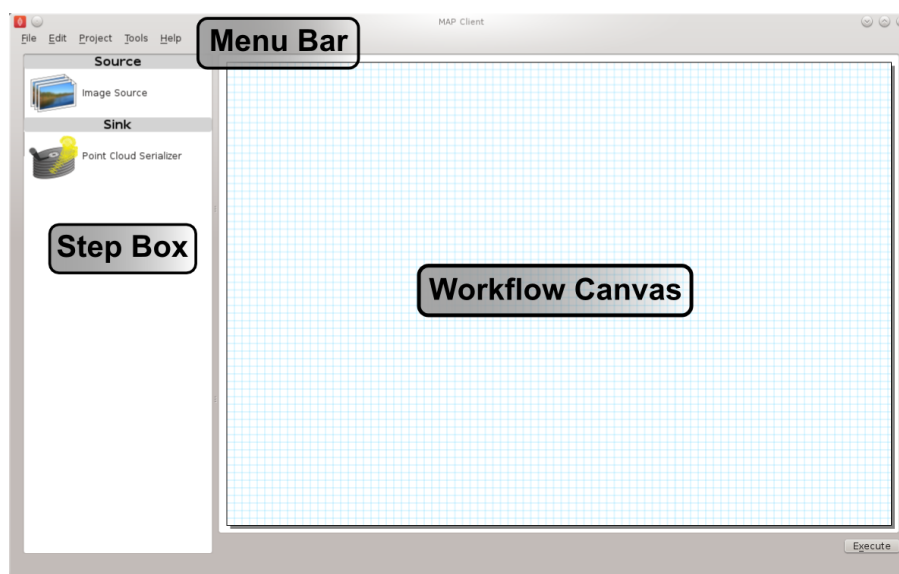 MAP Client
File Edit Project Tools Help
Menu Bar
Source
Image Source
Sink
Point Cloud Serializer
Step Box
Workflow Canvas
Execute